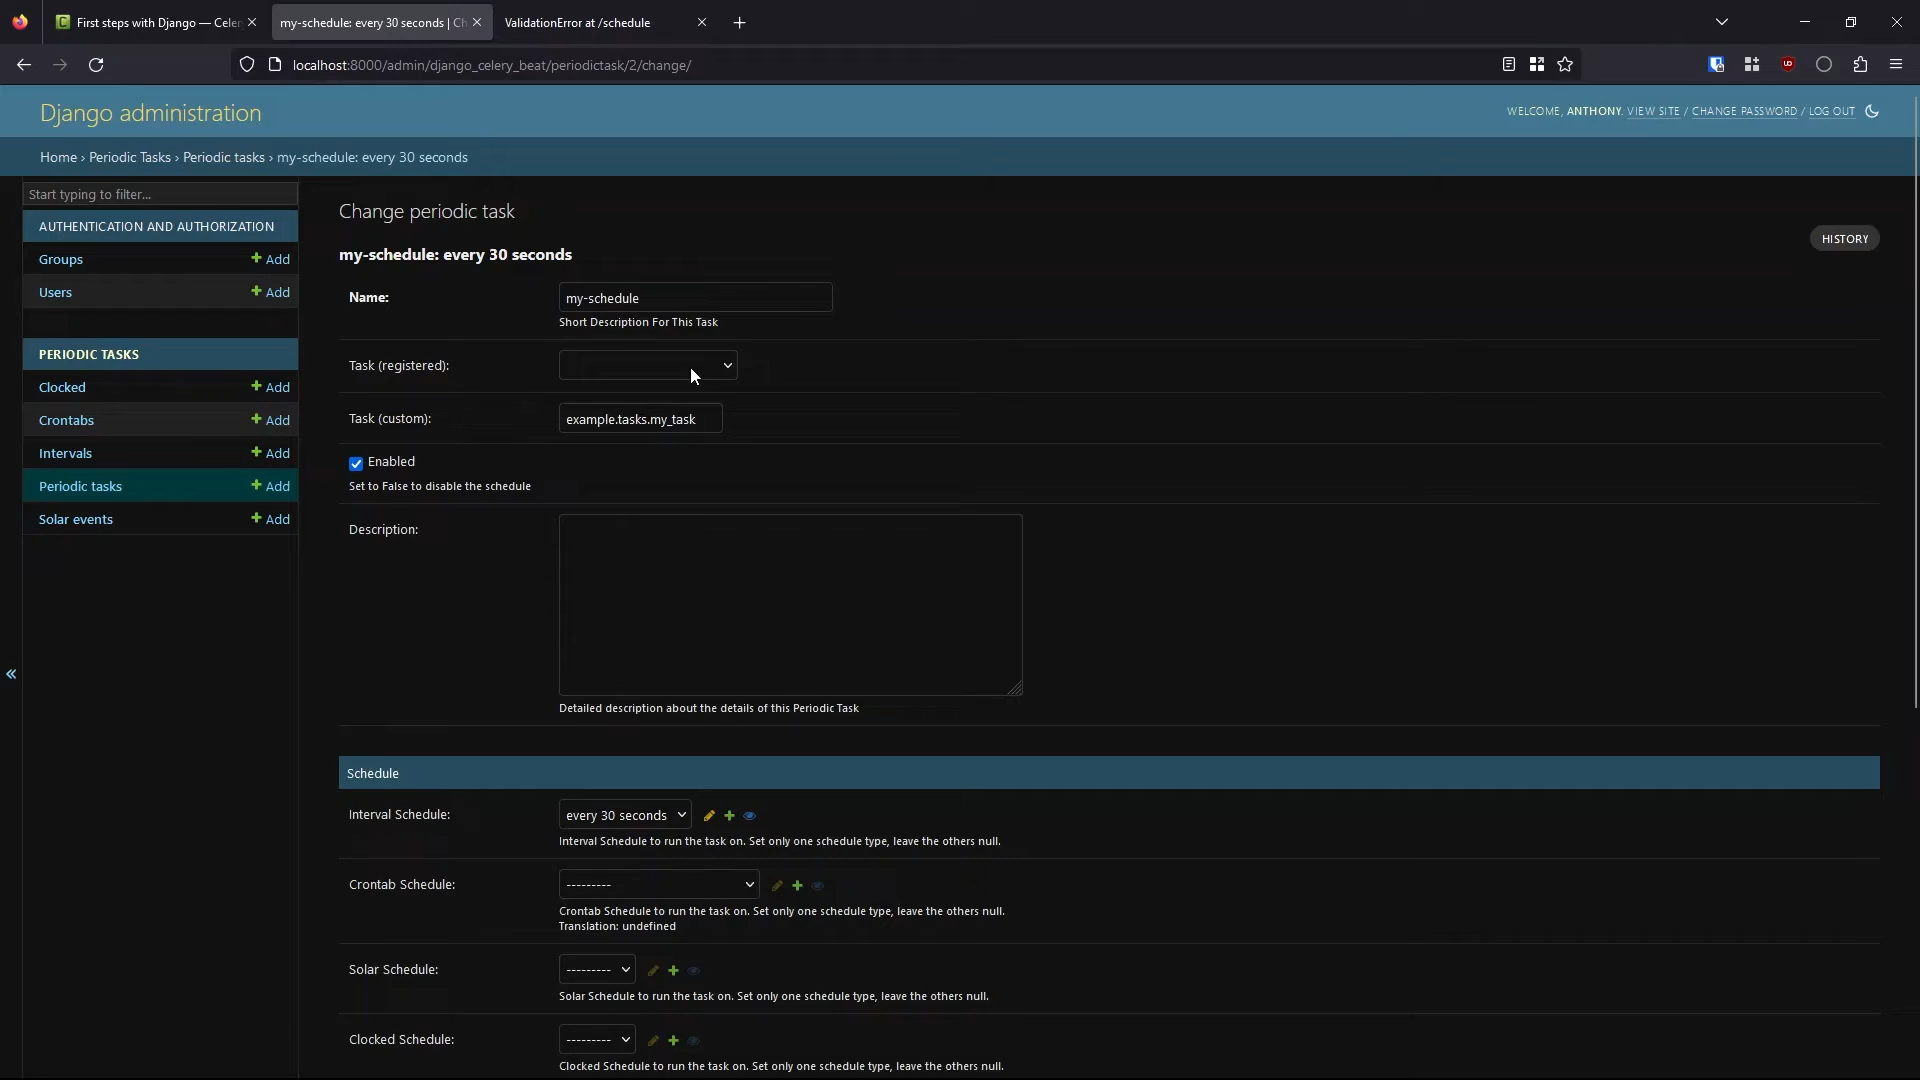 First steps with Django — Celer
my-schedule: every 30 seconds | Ch
ValidationError at /schedule
localhost:8000/admin/django_celery_beat/periodictask/2/change/
Django administration
WELCOME, ANTHONY. VIEW SITE / CHANGE PASSWORD / LOG OUT
Home › Periodic Tasks › Periodic tasks › my-schedule: every 30 seconds
Start typing to filter...
AUTHENTICATION AND AUTHORIZATION
Groups + Add
Users + Add
PERIODIC TASKS
Clocked + Add
Crontabs + Add
Intervals + Add
Periodic tasks + Add
Solar events + Add
«
Change periodic task
HISTORY
my-schedule: every 30 seconds
Name: my-schedule
Short Description For This Task
Task (registered):
Task (custom): example.tasks.my_task
Enabled
Set to False to disable the schedule
Description:
Detailed description about the details of this Periodic Task
Schedule
Interval Schedule: every 30 seconds
Interval Schedule to run the task on. Set only one schedule type, leave the others null.
Crontab Schedule: ---------
Crontab Schedule to run the task on. Set only one schedule type, leave the others null.
Translation: undefined
Solar Schedule: ---------
Solar Schedule to run the task on. Set only one schedule type, leave the others null.
Clocked Schedule: ---------
Clocked Schedule to run the task on. Set only one schedule type, leave the others null.